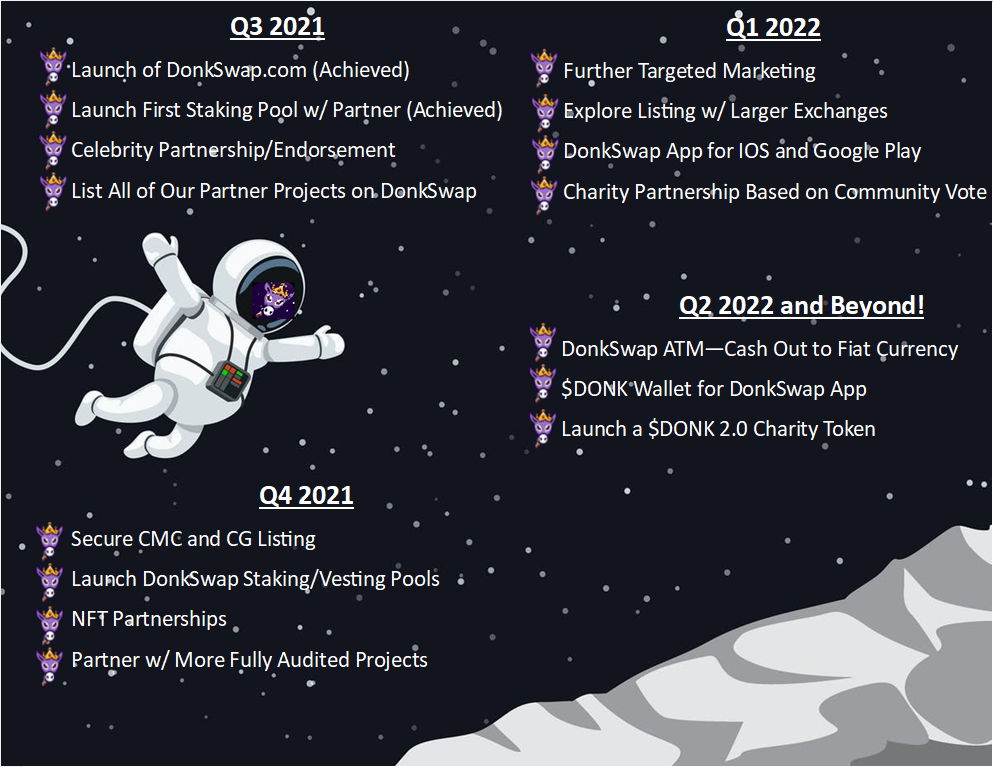 Q3 2021
Launch of DonkSwap.com (Achieved)
Launch First Staking Pool w/ Partner (Achieved)
Celebrity Partnership/Endorsement
List All of Our Partner Projects on DonkSwap
Q4 2021
Secure CMC and CG Listing
Launch DonkSwap Staking/Vesting Pools
NFT Partnerships
Partner w/ More Fully Audited Projects
Q1 2022
Further Targeted Marketing
Explore Listing w/ Larger Exchanges
DonkSwap App for IOS and Google Play
Charity Partnership Based on Community Vote
Q2 2022 and Beyond!
DonkSwap ATM—Cash Out to Fiat Currency
$DONK Wallet for DonkSwap App
Launch a $DONK 2.0 Charity Token